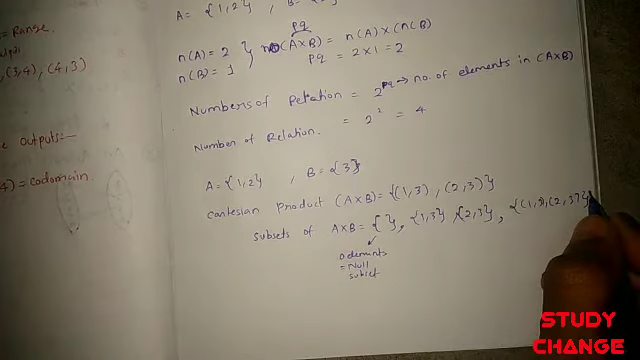 = Range.
, (3,4), (4,3)
e outputs:-
4) = Codomain
A = {1,2}, B =
n(A) = 2 }, n(A×B) = n(A) × (n(B)
pq
n(B) = 1
pq = 2×1 = 2
Numbers of Relation = 2^pq → no. of elements in (A×B)
Number of Relation. = 2^2 = 4
A = {1,2}, B = {3}
Cartesian Product (A×B) = {(1,3), (2,3)}
Subsets of A×B = { }, {1,3}, {2,3}, {(1,3),(2,3)}
0 elemints
= Null
subset
STUDY
CHANGE